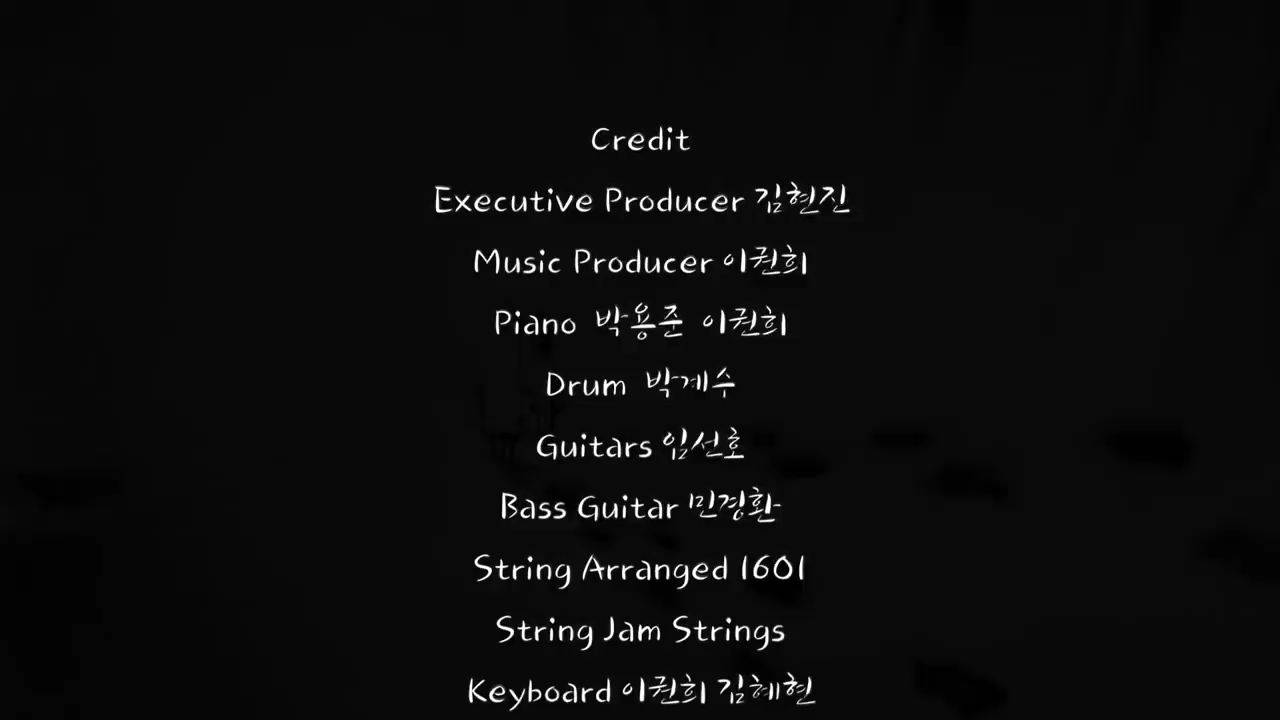 Credit
Executive Producer 김현진
Music Producer 이권희
Piano 박용준 이권희
Drum 박계수
Guitars 임선호
Bass Guitar 민경환
String Arranged 1601
String Jam Strings
Keyboard 이권희 김혜현